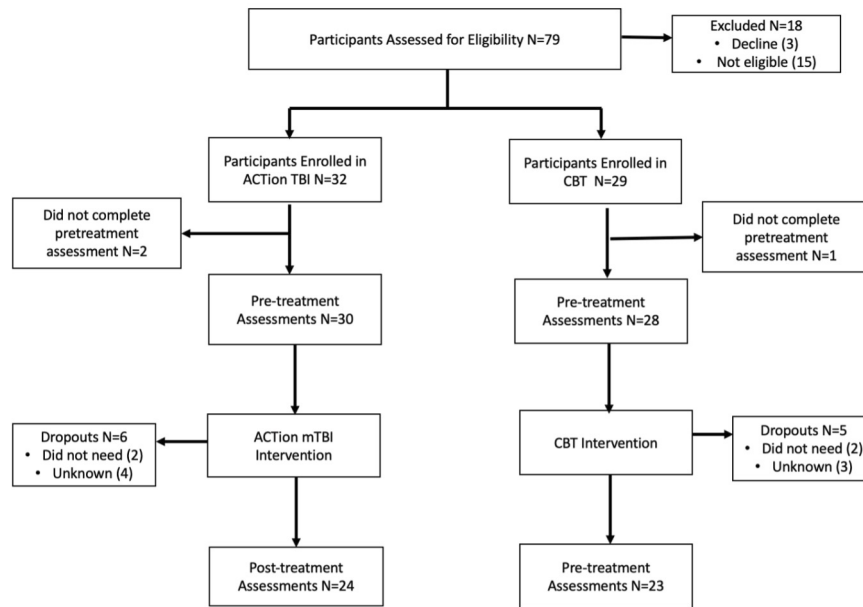 Participants Assessed for Eligibility N=79
Excluded N=18
• Decline (3)
• Not eligible (15)
Participants Enrolled in
ACTion TBI N=32
Participants Enrolled in
CBT N=29
Did not complete
pretreatment
assessment N=2
Did not complete
pretreatment
assessment N=1
Pre-treatment
Assessments N=30
Pre-treatment
Assessments N=28
Dropouts N=6
• Did not need (2)
• Unknown (4)
ACTion mTBI
Intervention
CBT Intervention
Dropouts N=5
• Did not need (2)
• Unknown (3)
Post-treatment
Assessments N=24
Pre-treatment
Assessments N=23